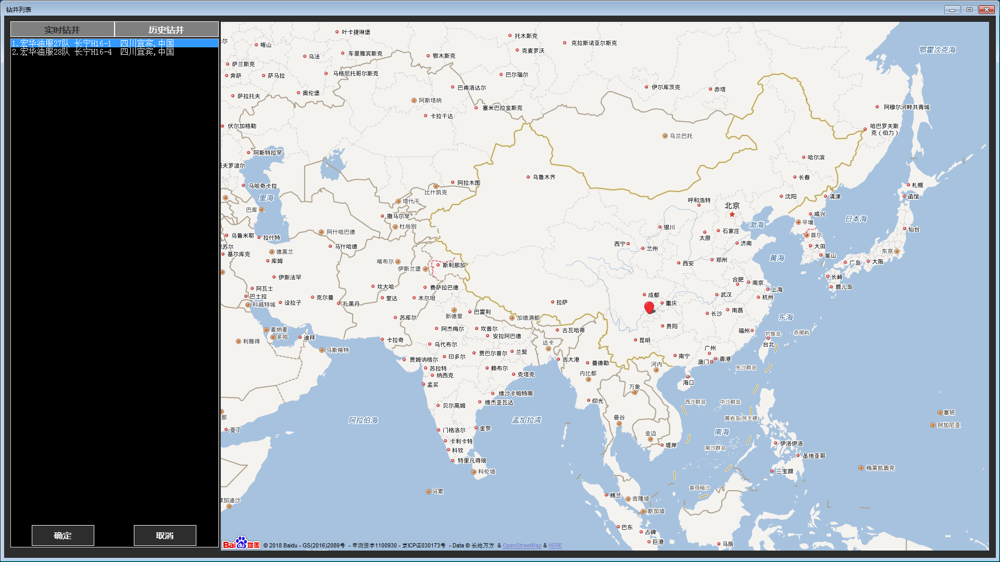 钻井列表
实时钻井 历史钻井
1.宏华油服27队 长宁H16-1 四川宜宾,中国
2.宏华油服28队 长宁H16-4 四川宜宾,中国
确定 取消
叶卡捷琳堡
托木斯克
克拉斯诺亚尔斯克
喀山
克麦罗沃
鄂霍次克海
乌法
车里雅宾斯克
鄂木斯克
萨兰斯克
奔萨
萨马拉
马格尼托哥尔斯克
巴尔瑙尔
萨拉托夫
奥伦堡
巴甫洛达尔
伊尔库茨克
赤塔
阿斯塔纳
塞米巴拉金斯克
阿穆尔河畔共青城
卡拉干达
伏尔加格勒
哈巴罗夫斯
克（伯力）
乌兰巴托
阿斯特拉罕
哈尔滨
夫罗波尔
乌鲁木齐
长春
马哈奇卡拉
阿拉木图
比什凯克
札幌
里海
塔什干
呼和浩特
沈阳
清津
函馆
巴库
撒马尔罕
北京
咸兴
日本海
杜尚别
银川
渤海
平壤
仙台
阿什哈巴德
石家庄
首尔
乌鲁米耶
拉什特
太原
马什哈德
西宁
兰州
济南
大田
苏尔
基尔库克
德黑兰
东京
釜山
库姆
喀布尔
伊斯兰堡
斯利那加
西安
郑州
黄海
广岛
大阪
伊斯法罕
长崎
合肥
南京
鹿儿岛
阿瓦士
坎大哈
费萨拉巴德
上海
巴士拉
科威特城
设拉子
克尔曼
扎黑丹
奎达
木尔坦
拉萨
成都
重庆
武汉
杭州
新德里
巴雷利
加德满都
长沙
南昌
东海
苏库尔
麦纳麦
多哈
迪拜
阿杰梅尔
坎普尔
古瓦哈蒂
贵阳
福州
钓鱼岛
赤尾屿
利雅得
卡拉奇
安拉阿巴德
乌代布尔
达卡
昆明
台北
马斯喀特
广州
贾姆讷格尔
印多尔
贾巴尔普尔
兰契
吉大港
曼德勒
南宁
澳门
香港
苏拉特
纳西克
赖布尔
克塔克
内比都
河内
东沙群岛
孟买
万象
海口
维沙卡帕特南
贝尔高姆
维杰亚瓦达
仰光
西沙群岛
中沙群岛
那
阿拉伯海
孟加拉湾
曼谷
黄岩岛(民主礁)
塞班
阿加尼亚
亚丁
门格洛尔
金奈
金边
南海
卡利卡特
堤岸
伊洛伊洛
科钦
南沙群岛
圣地亚哥
特里凡得琅
科伦坡
三宝颜
梅莱凯奥克
马累
曾母暗沙
棉兰
吉隆坡
摩加迪沙
新加坡
巴东
占碑
巨港
马辰
Bai du 地图 © 2018 Baidu - GS(2016)2089号 - 甲测资字1100930 - 京ICP证030173号 - Data © 长地万方 & OpenStreetMap & HERE